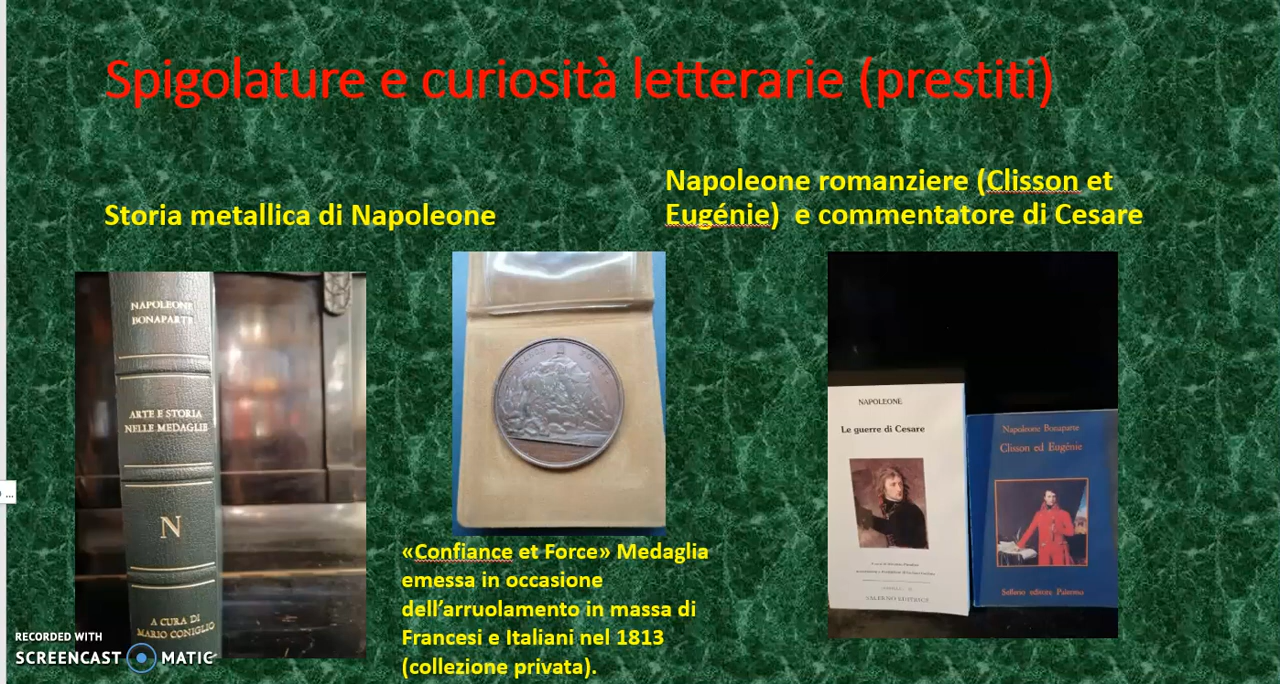 Spigolature e curiosità letterarie (prestiti)
Storia metallica di Napoleone
Napoleone romanziere (Clisson et
Eugénie) e commentatore di Cesare
NAPOLEONE
BONAPARTE
ARTE E STORIA
NELLE MEDAGLIE
N
A CURA DI
MARIO CONIGLIO
«Confiance et Force» Medaglia
emessa in occasione
dell’arruolamento in massa di
Francesi e Italiani nel 1813
(collezione privata).
NAPOLEONE
Le guerre di Cesare
SALERNO EDITRICE
Napoleone Bonaparte
Clisson ed Eugénie
Sellerio editore Palermo
RECORDED WITH
SCREENCAST MATIC